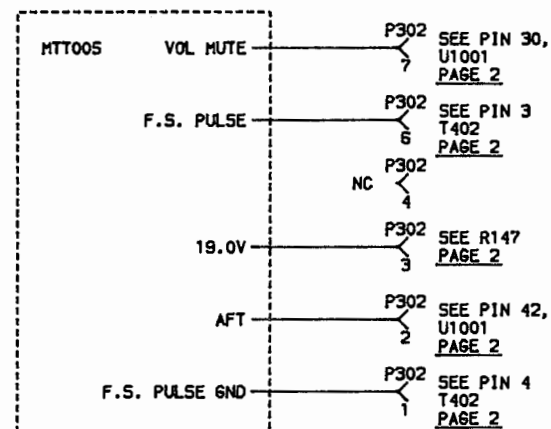 MTT005 VOL MUTE P302 7 SEE PIN 30,
U1001
PAGE 2
F.S. PULSE P302 6 SEE PIN 3
T402
PAGE 2
NC P302 4
19.0V P302 3 SEE R147
PAGE 2
AFT P302 2 SEE PIN 42,
U1001
PAGE 2
F.S. PULSE GND P302 1 SEE PIN 4
T402
PAGE 2